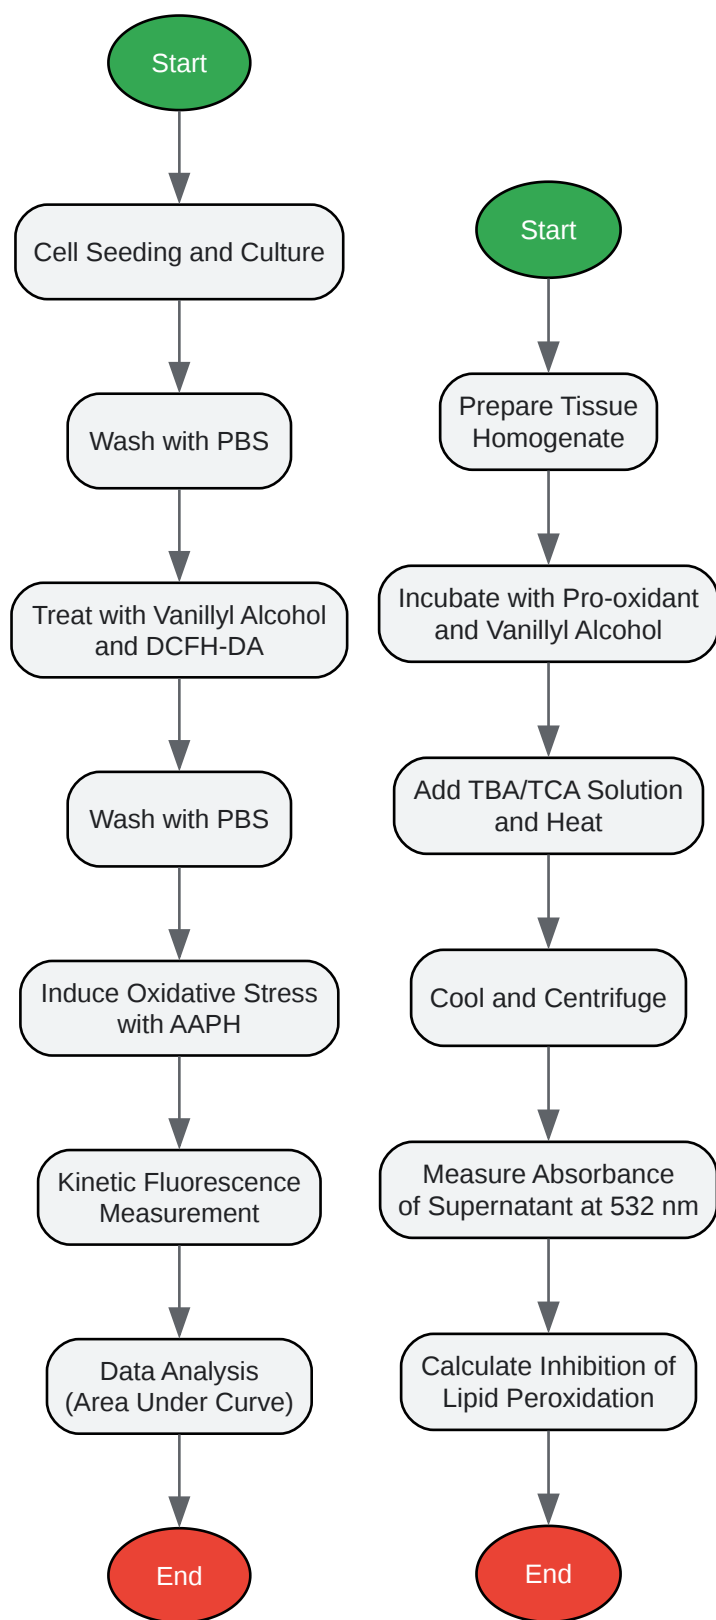 Start
Cell Seeding and Culture
Wash with PBS
Treat with Vanillyl Alcohol
and DCFH-DA
Wash with PBS
Induce Oxidative Stress
with AAPH
Kinetic Fluorescence
Measurement
Data Analysis
(Area Under Curve)
End
Start
Prepare Tissue
Homogenate
Incubate with Pro-oxidant
and Vanillyl Alcohol
Add TBA/TCA Solution
and Heat
Cool and Centrifuge
Measure Absorbance
of Supernatant at 532 nm
Calculate Inhibition of
Lipid Peroxidation
End